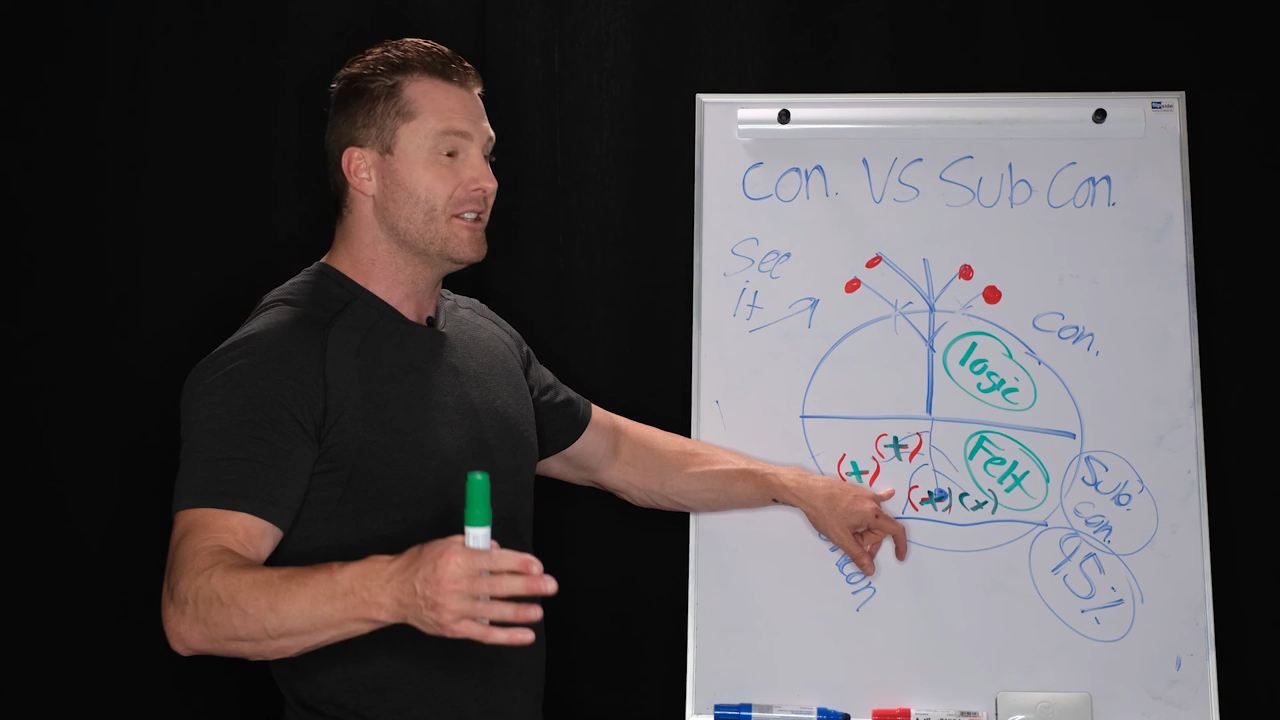 Con. VS Sub Con.
See
it
Con.
logic
Felt
(+) (+)
(+) (+)
Sub.
con.
95%